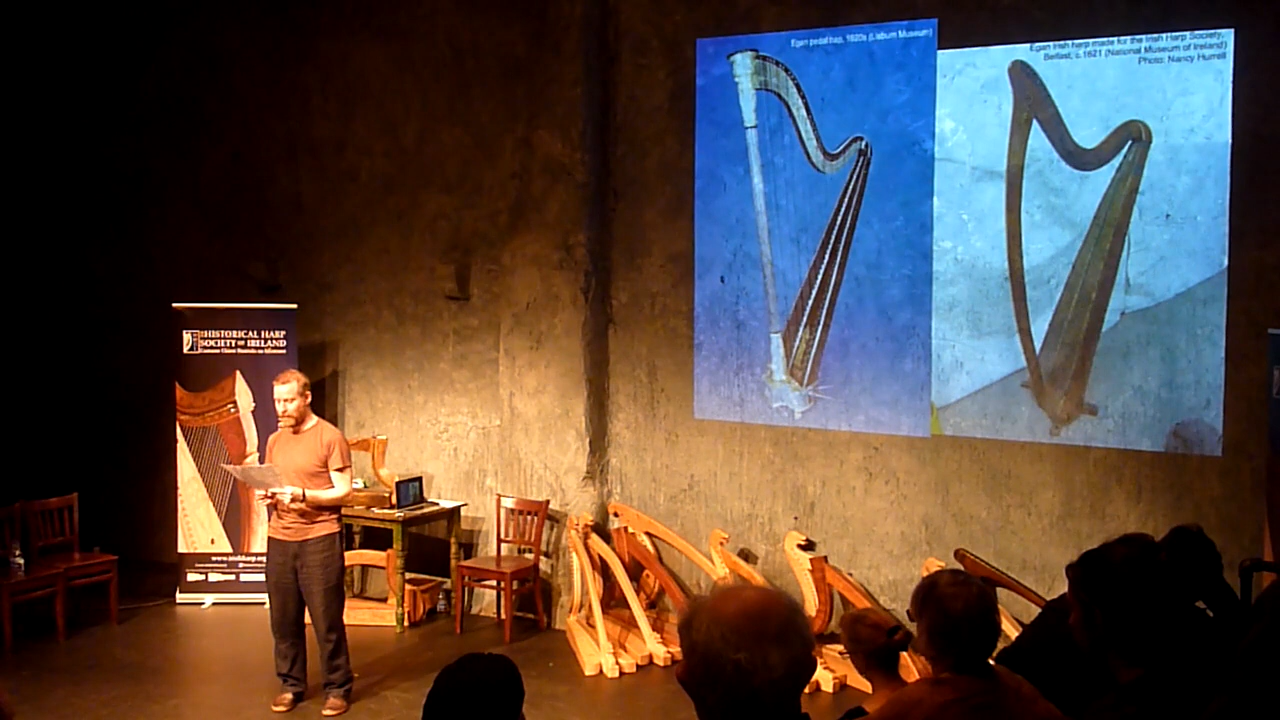 Egan pedal harp, 1820s (Lisburn Museum)
Egan Irish harp made for the Irish Harp Society,
Belfast, c.1821 (National Museum of Ireland)
Photo: Nancy Hurrell
THE HISTORICAL HARP
SOCIETY OF IRELAND
www.irishharp.org